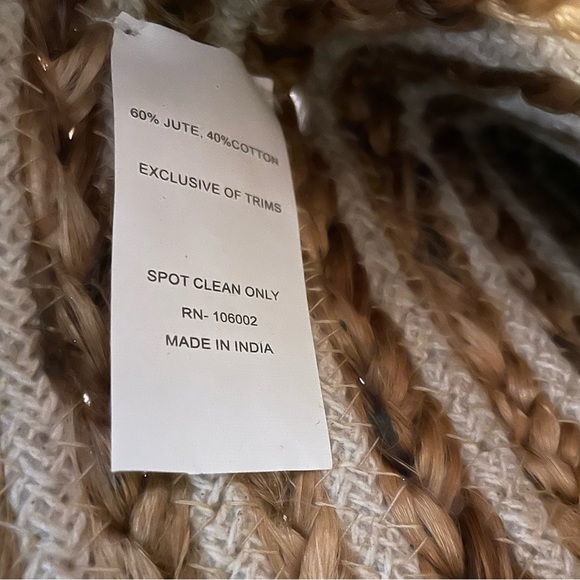 60% JUTE, 40%COTTON
EXCLUSIVE OF TRIMS
SPOT CLEAN ONLY
RN- 106002
MADE IN INDIA